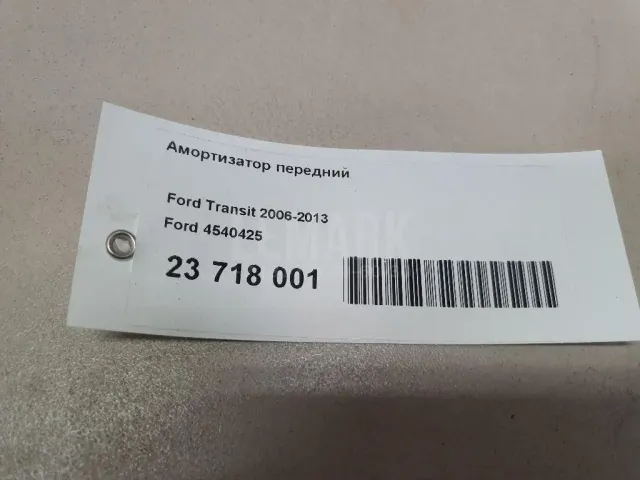 Амортизатор передний
Ford Transit 2006-2013
Ford 4540425
23 718 001